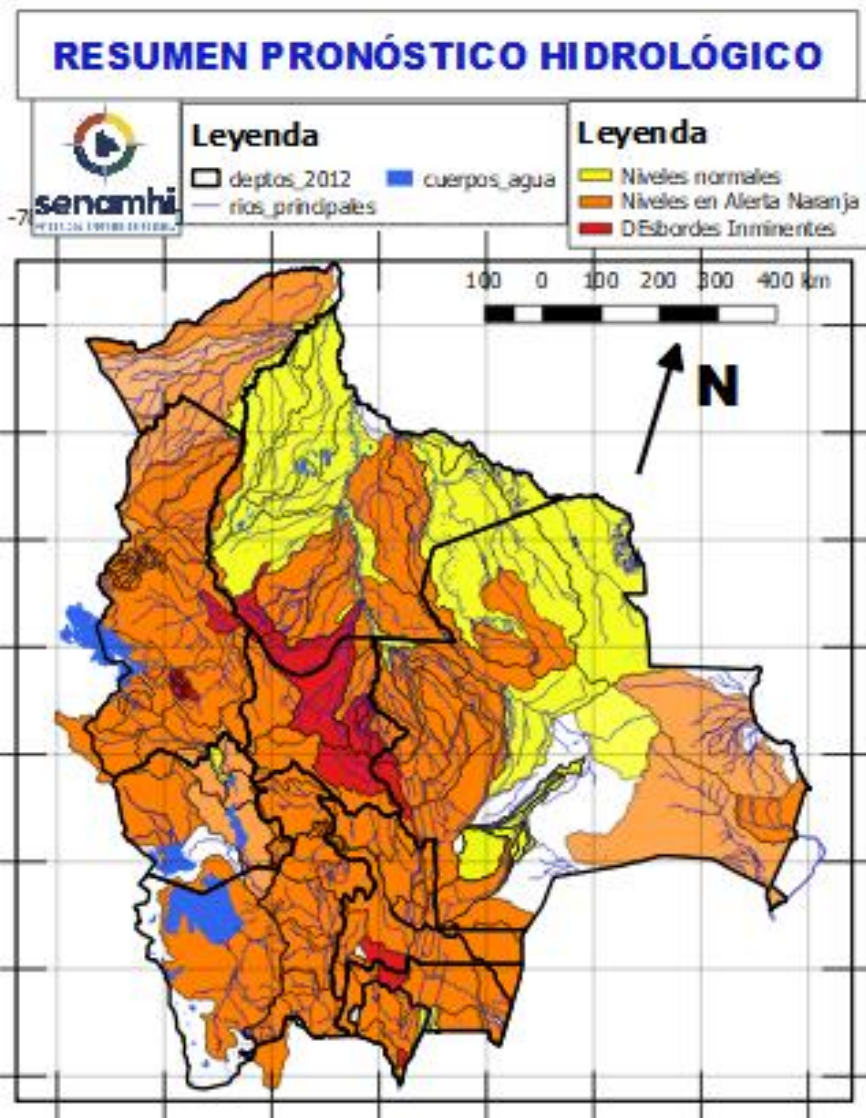 RESUMEN PRONÓSTICO HIDROLÓGICO
senamhi
Leyenda
deptos_2012
cuerpos_agua
rios_principales
Leyenda
Niveles normales
Niveles en Alerta Naranja
DEsbordes Inminentes
100 0 100 200 300 400 km
N